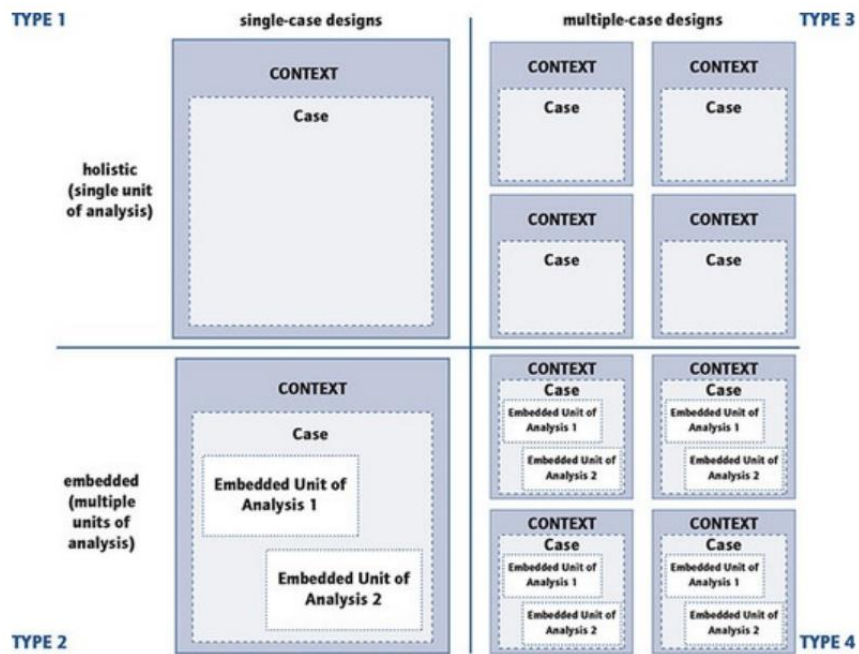 TYPE 1
single-case designs
multiple-case designs
TYPE 3
holistic
(single unit
of analysis)
CONTEXT
Case
CONTEXT
Case
CONTEXT
Case
CONTEXT
Case
CONTEXT
Case
embedded
(multiple
units of
analysis)
CONTEXT
Case
Embedded Unit of
Analysis 1
Embedded Unit of
Analysis 2
CONTEXT
Case
Embedded Unit of
Analysis 1
Embedded Unit of
Analysis 2
CONTEXT
Case
Embedded Unit of
Analysis 1
Embedded Unit of
Analysis 2
CONTEXT
Case
Embedded Unit of
Analysis 1
Embedded Unit of
Analysis 2
CONTEXT
Case
Embedded Unit of
Analysis 1
Embedded Unit of
Analysis 2
TYPE 2
TYPE 4